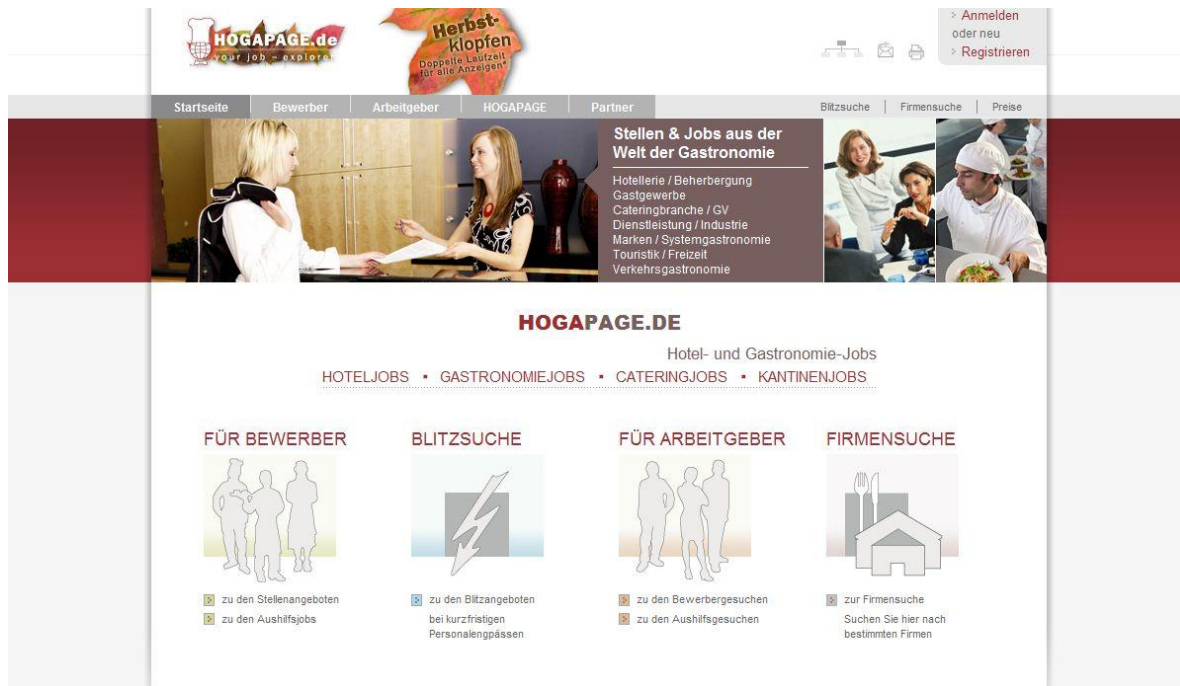 HOGAPAGE.de
your job - explorer
Herbst-
klopfen
Doppelte Laufzeit
für alle Anzeigen*
Anmelden
oder neu
Registrieren
Startseite Bewerber Arbeitgeber HOGAPAGE Partner
Blitzsuche | Firmensuche | Preise
Stellen & Jobs aus der
Welt der Gastronomie
Hotellerie / Beherbergung
Gastgewerbe
Cateringbranche / GV
Dienstleistung / Industrie
Marken / Systemgastronomie
Touristik / Freizeit
Verkehrsgastronomie
HOGAPAGE.DE
Hotel- und Gastronomie-Jobs
HOTELJOBS ▪ GASTRONOMIEJOBS ▪ CATERINGJOBS ▪ KANTINENJOBS
FÜR BEWERBER
zu den Stellenangeboten
zu den Aushilfsjobs
BLITZSUCHE
zu den Blitzangeboten
bei kurzfristigen
Personalengpässen
FÜR ARBEITGEBER
zu den Bewerbergesuchen
zu den Aushilfsgesuchen
FIRMENSUCHE
zur Firmensuche
Suchen Sie hier nach
bestimmten Firmen